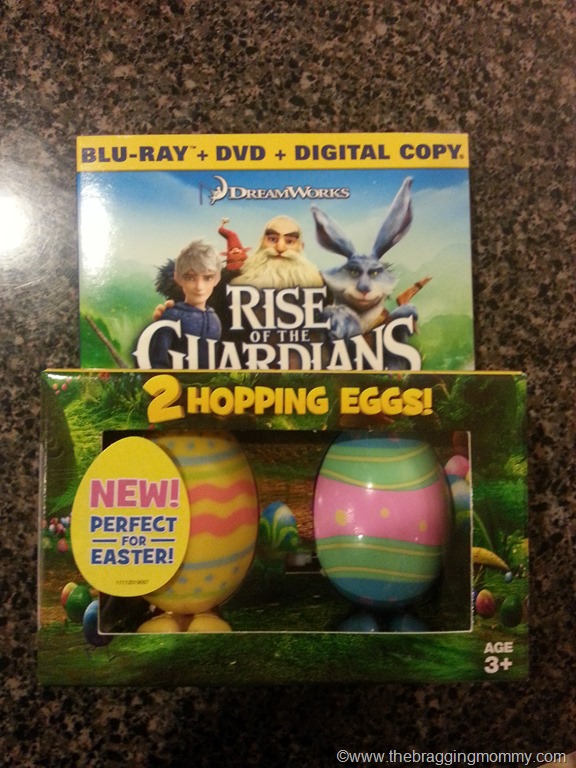 BLU-RAY™ + DVD + DIGITAL COPY.
DREAMWORKS
RISE
OF THE
GUARDIANS
2 HOPPING EGGS!
NEW!
PERFECT
FOR
EASTER!
AGE
3+
©www.thebraggingmommy.com